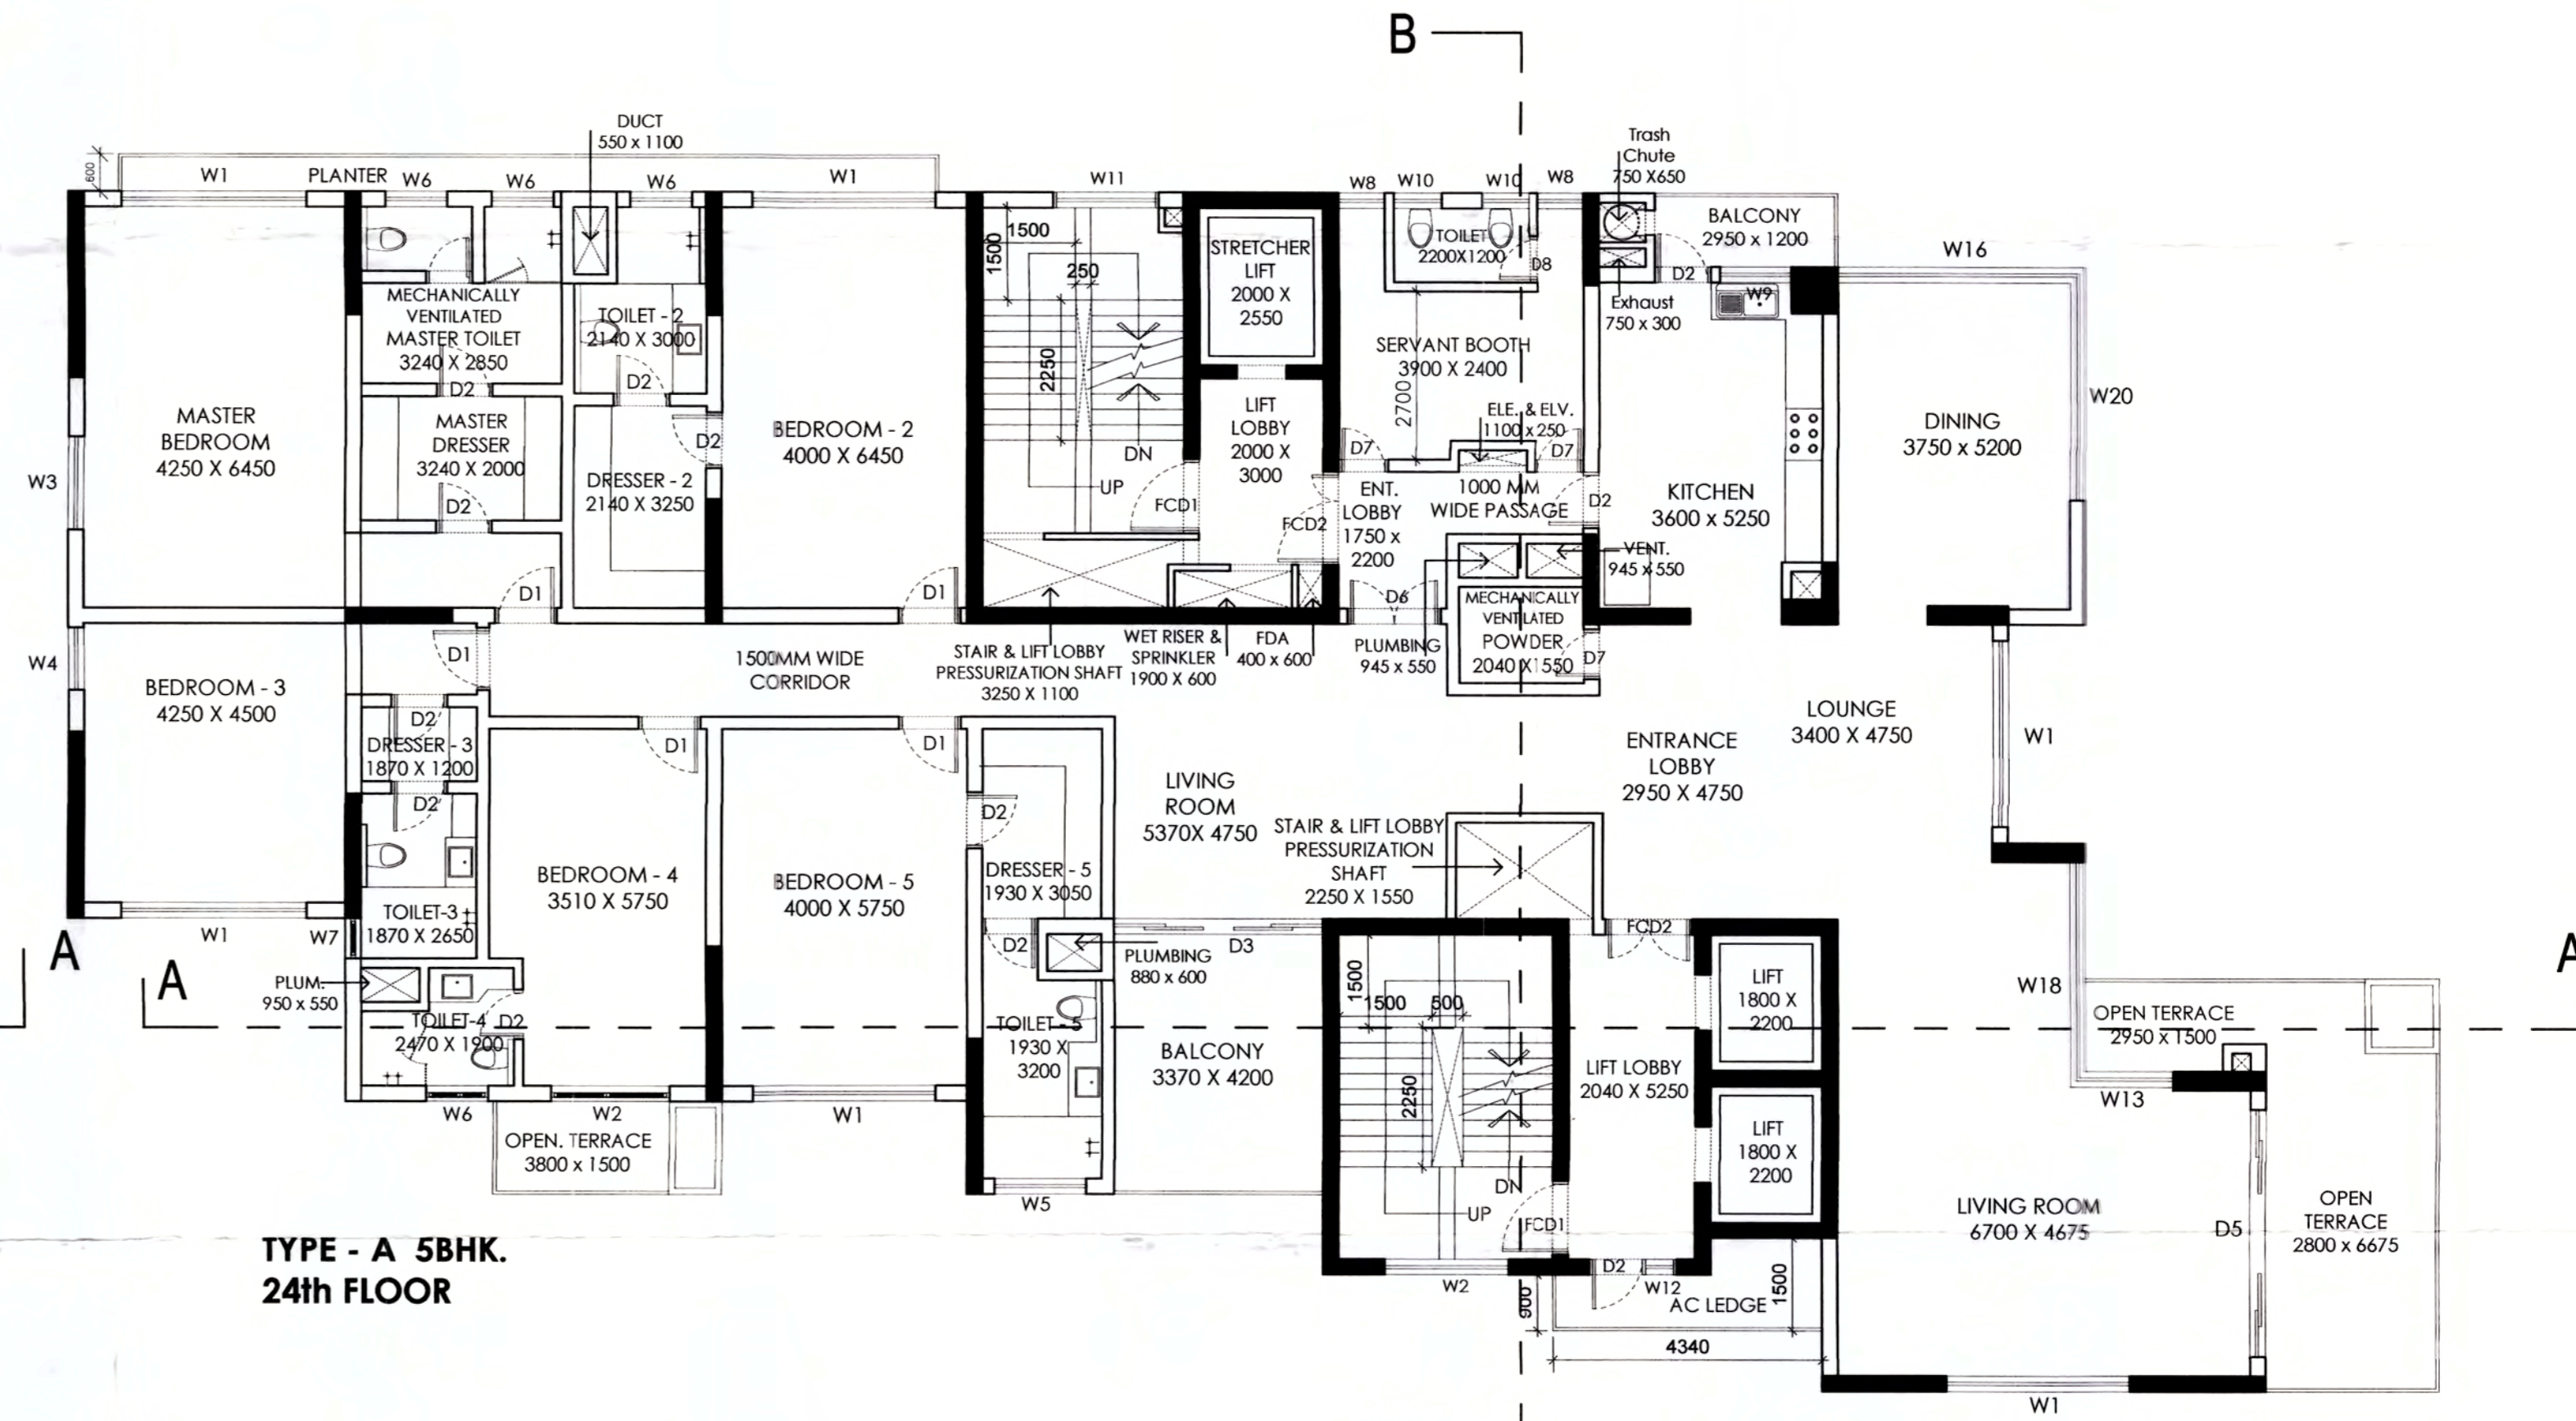 B
DUCT
550 x 1100
Trash
Chute
750 X650
600
W1
PLANTER
W6
W6
W6
W1
W11
W8
W10
W10
W8
BALCONY
2950 x 1200
W16
1500
1500
250
2250
STRETCHER
LIFT
2000 X
2550
TOILET
2200X1200
D8
D2
W9
Exhaust
750 x 300
MECHANICALLY
VENTILATED
MASTER TOILET
3240 X 2850
D2
TOILET - 2
2140 X 3000
D2
SERVANT BOOTH
3900 X 2400
2700
W20
MASTER
BEDROOM
4250 X 6450
MASTER
DRESSER
3240 X 2000
D2
D2
DRESSER - 2
2140 X 3250
BEDROOM - 2
4000 X 6450
DN
UP
FCD1
LIFT
LOBBY
2000 X
3000
FCD2
D7
ELE. & ELV.
1100 x 250
D7
ENT.
LOBBY
1750 x
2200
1000 MM
WIDE PASSAGE
D2
KITCHEN
3600 x 5250
DINING
3750 x 5200
W3
VENT.
945 x 550
D1
D1
D6
MECHANICALLY
VENTILATED
POWDER
2040 X1550
D7
W4
D1
1500MM WIDE
CORRIDOR
STAIR & LIFT LOBBY
PRESSURIZATION SHAFT
3250 X 1100
WET RISER &
SPRINKLER
1900 X 600
FDA
400 x 600
PLUMBING
945 x 550
BEDROOM - 3
4250 X 4500
D2
DRESSER - 3
1870 X 1200
D2
D1
D1
LOUNGE
3400 X 4750
W1
ENTRANCE
LOBBY
2950 X 4750
LIVING
ROOM
5370X 4750
D2
STAIR & LIFT LOBBY
PRESSURIZATION
SHAFT
2250 X 1550
BEDROOM - 4
3510 X 5750
BEDROOM - 5
4000 X 5750
DRESSER - 5
1930 X 3050
TOILET-3
1870 X 2650
W1
W7
A
A
A
D2
PLUMBING
880 x 600
D3
FCD2
PLUM.
950 x 550
TOILET-4
2470 X 1900
D2
TOILET - 5
1930 X
3200
BALCONY
3370 X 4200
1500
1500
500
2250
LIFT
1800 X
2200
LIFT LOBBY
2040 X 5250
W18
OPEN TERRACE
2950 x 1500
W13
W6
W2
W1
OPEN. TERRACE
3800 x 1500
W5
DN
UP
FCD1
LIFT
1800 X
2200
LIVING ROOM
6700 X 4675
D5
OPEN
TERRACE
2800 x 6675
TYPE - A 5BHK.
24th FLOOR
W2
D2
W12
900
AC LEDGE
1500
4340
W1